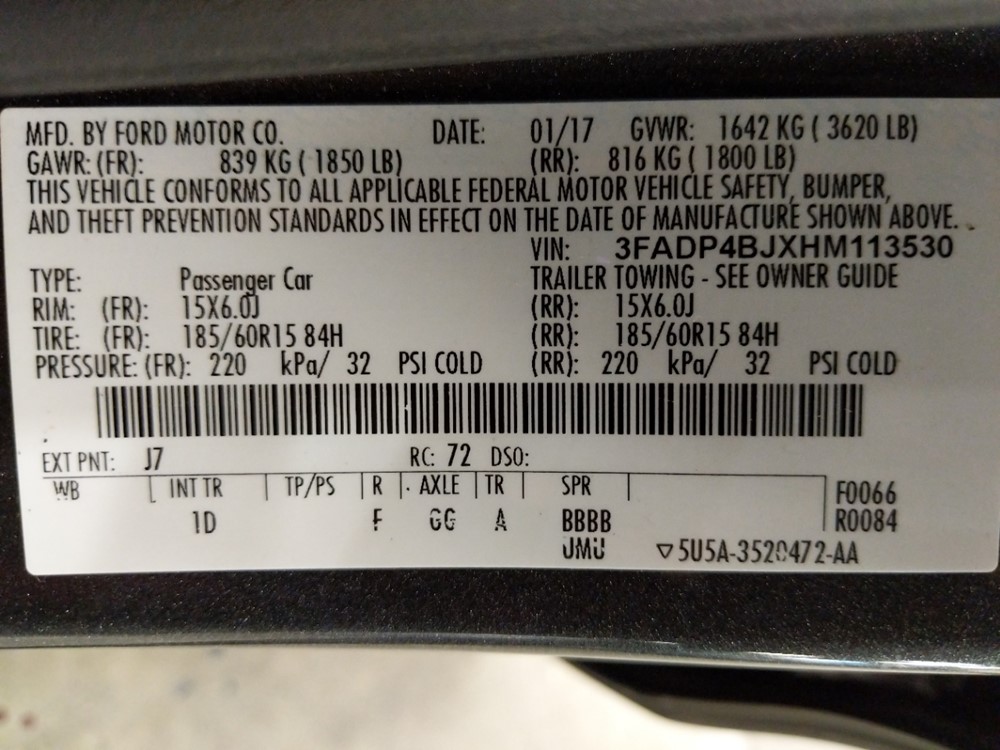 MFD. BY FORD MOTOR CO. DATE: 01/17 GVWR: 1642 KG ( 3620 LB)
GAWR: (FR): 839 KG ( 1850 LB) (RR): 816 KG ( 1800 LB)
THIS VEHICLE CONFORMS TO ALL APPLICABLE FEDERAL MOTOR VEHICLE SAFETY, BUMPER,
AND THEFT PREVENTION STANDARDS IN EFFECT ON THE DATE OF MANUFACTURE SHOWN ABOVE.
VIN: 3FADP4BJXHM113530
TYPE: Passenger Car TRAILER TOWING - SEE OWNER GUIDE
RIM: (FR): 15X6.0J (RR): 15X6.0J
TIRE: (FR): 185/60R15 84H (RR): 185/60R15 84H
PRESSURE: (FR): 220 kPa/ 32 PSI COLD (RR): 220 kPa/ 32 PSI COLD
EXT PNT: J7 RC: 72 DSO:
WB INT TR TP/PS R AXLE TR SPR F0066
1D F GG A BBBB R0084
UMU ▽5U5A-3520472-AA